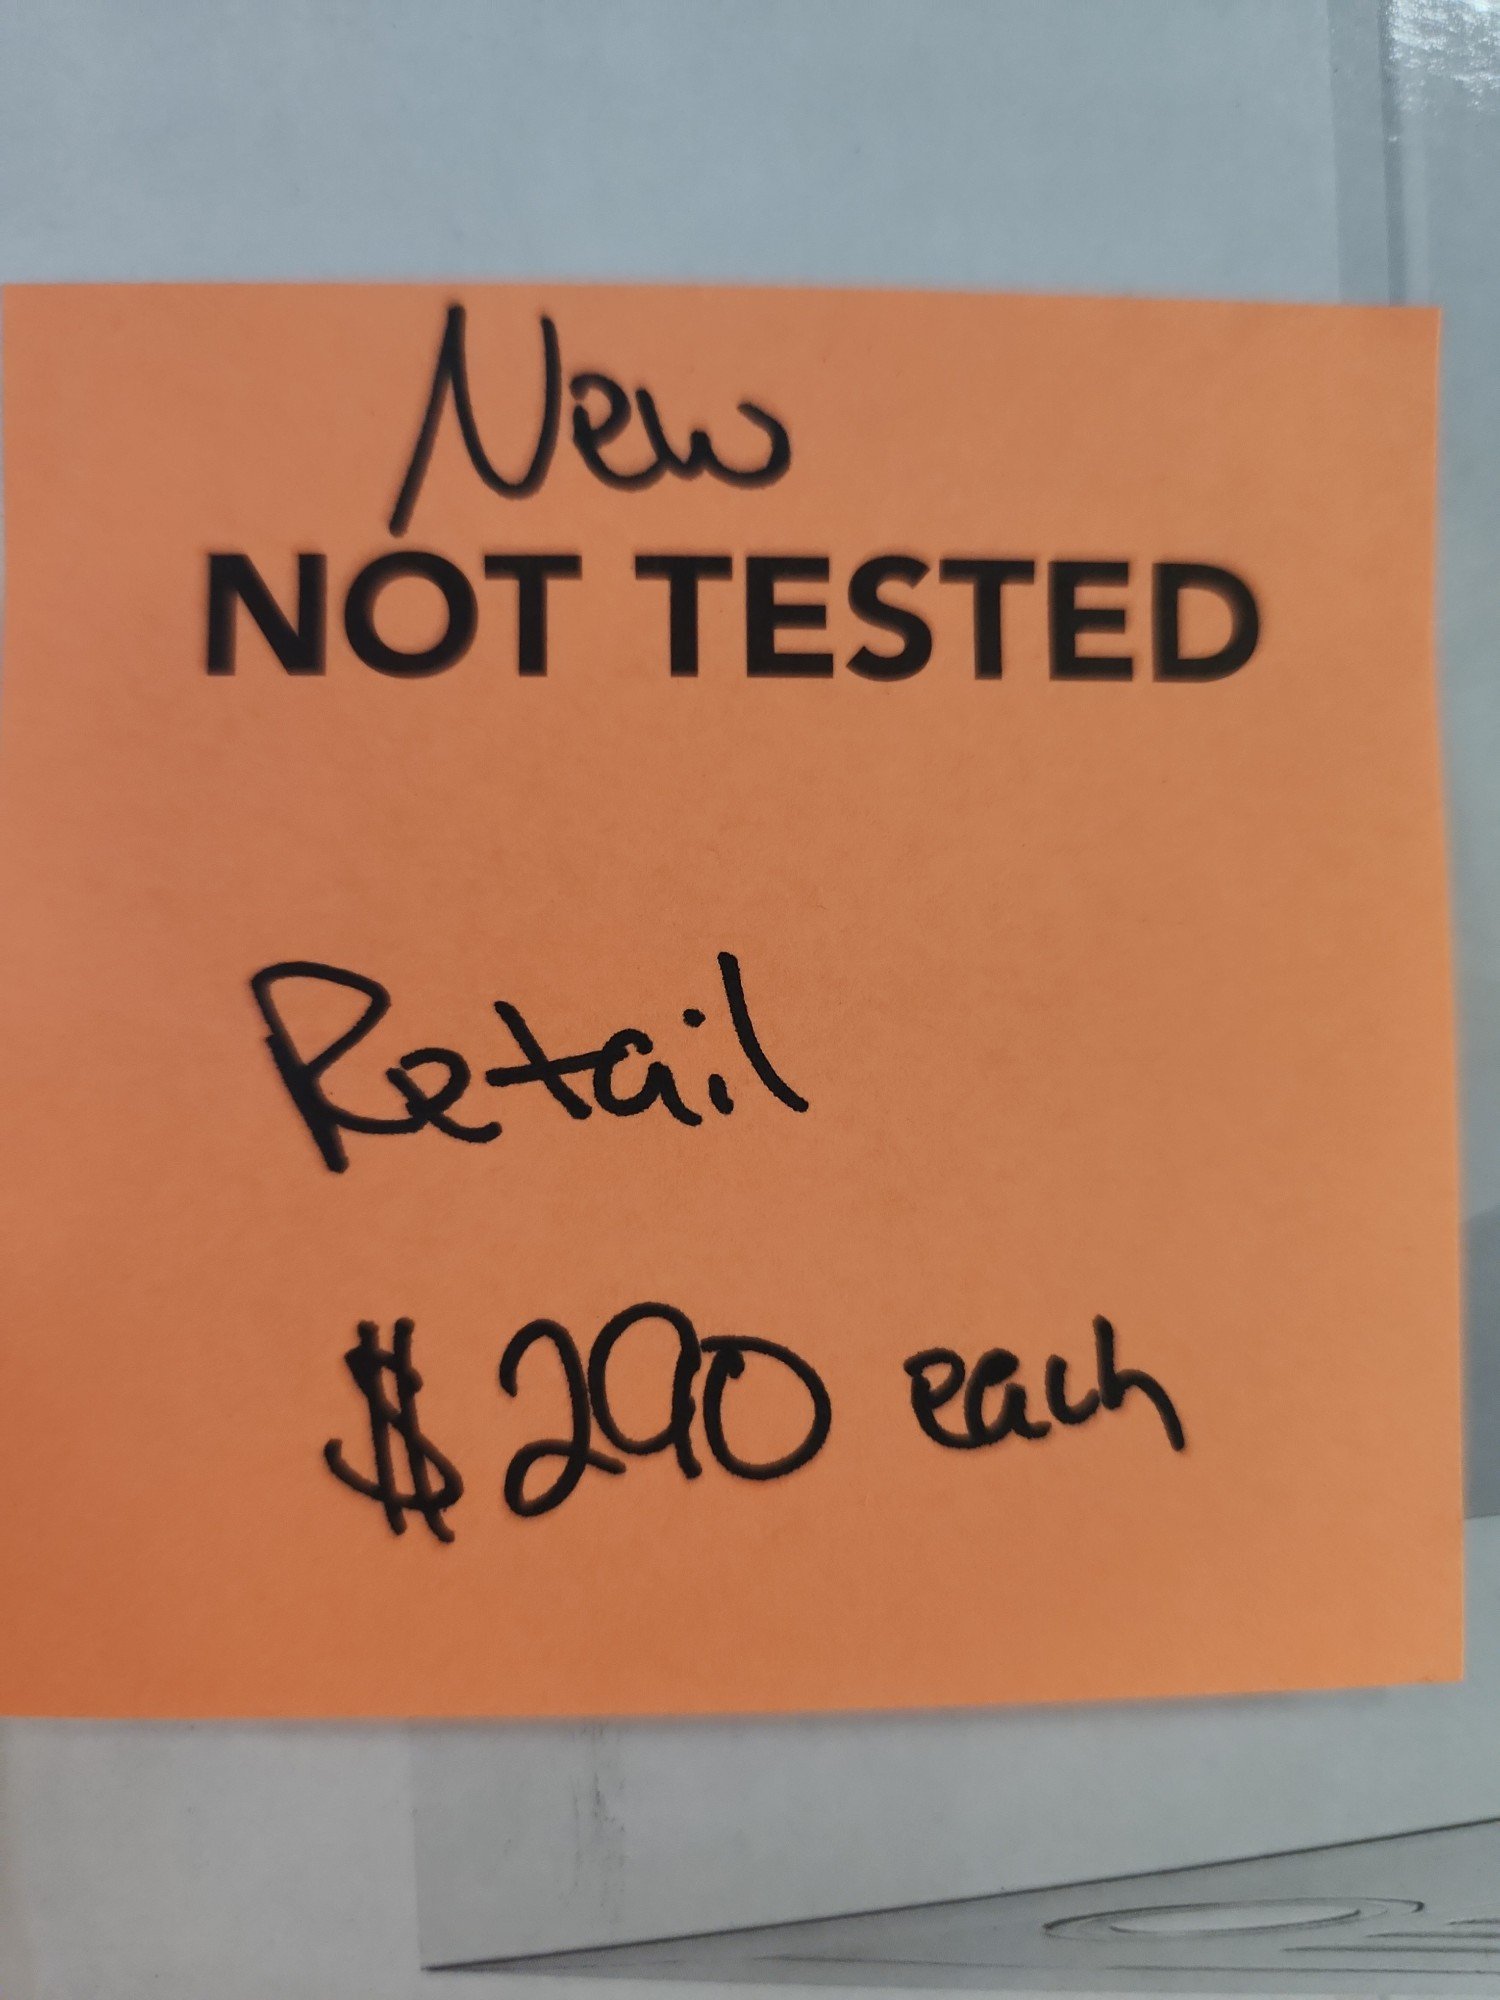 New
NOT TESTED
Retail
$290 each